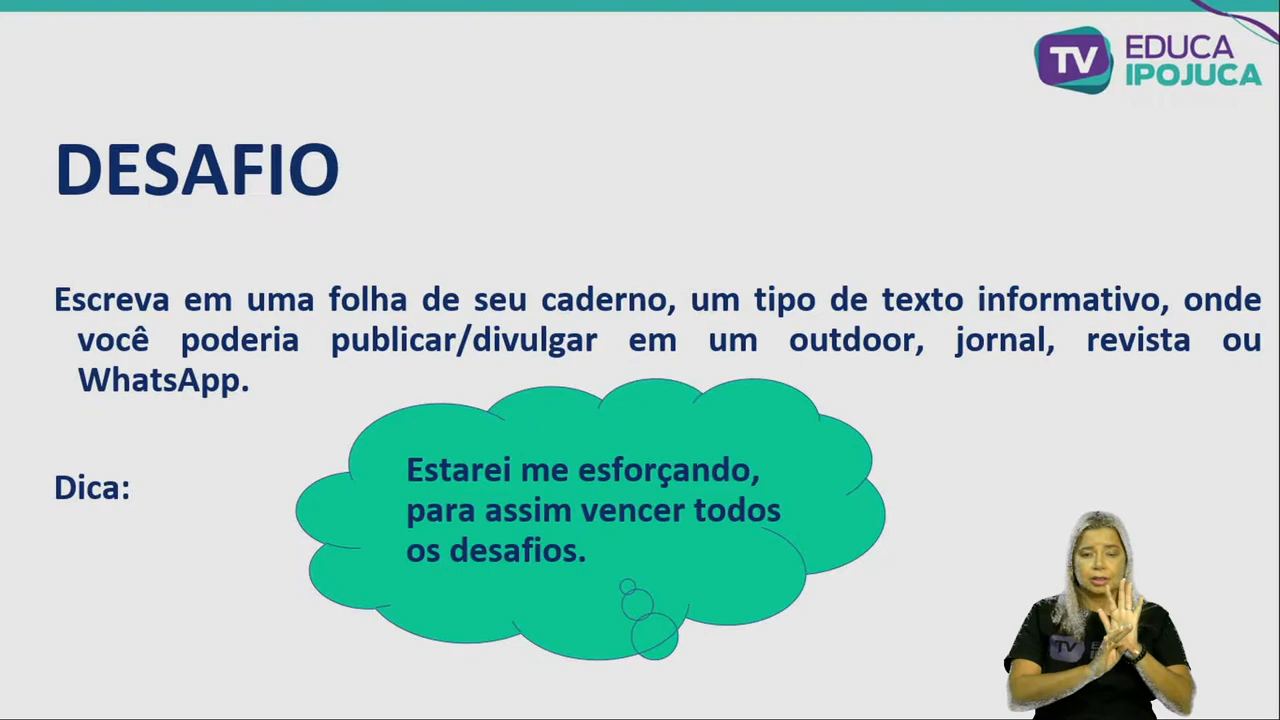 TV EDUCA
IPOJUCA
DESAFIO
Escreva em uma folha de seu caderno, um tipo de texto informativo, onde
você poderia publicar/divulgar em um outdoor, jornal, revista ou
WhatsApp.
Estarei me esforçando,
para assim vencer todos
os desafios.
Dica:
TV